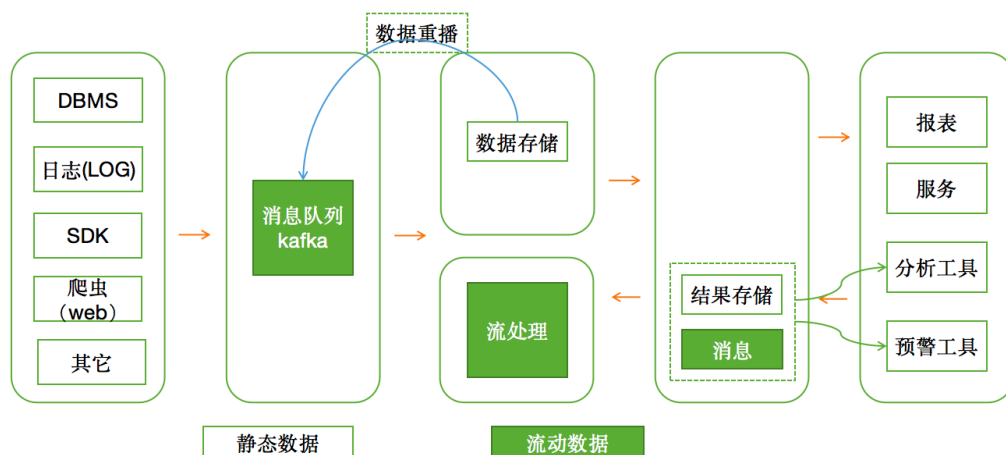 数据重播
DBMS
日志(LOG)
SDK
爬虫
（web）
其它
消息队列
kafka
数据存储
流处理
结果存储
消息
报表
服务
分析工具
预警工具
静态数据
流动数据